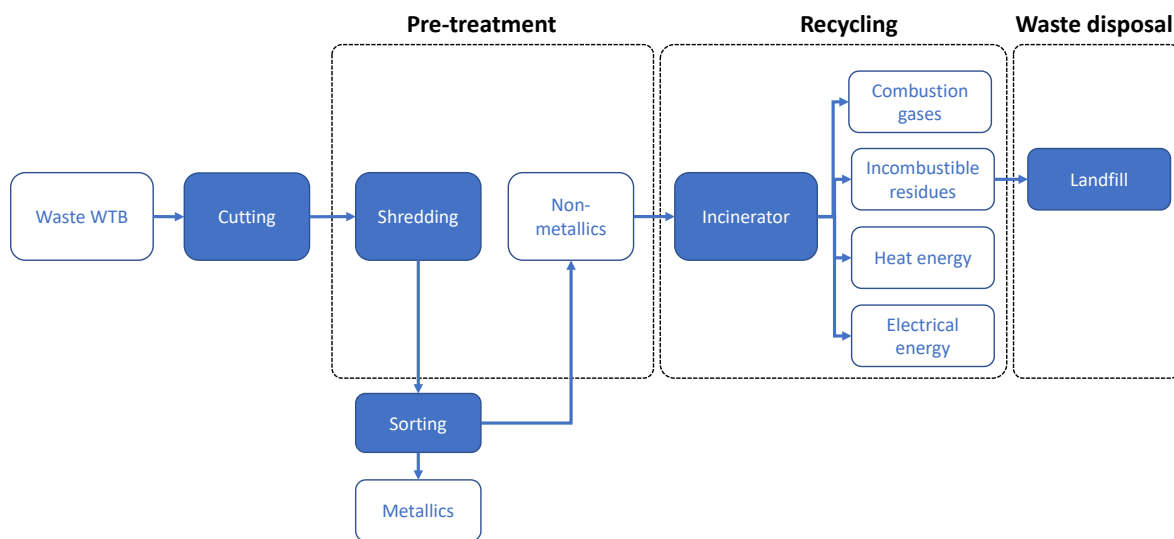 Pre-treatment
Recycling
Waste disposal
Combustion
gases
Waste WTB
Cutting
Shredding
Non-
metallics
Incinerator
Incombustible
residues
Landfill
Heat energy
Electrical
energy
Sorting
Metallics